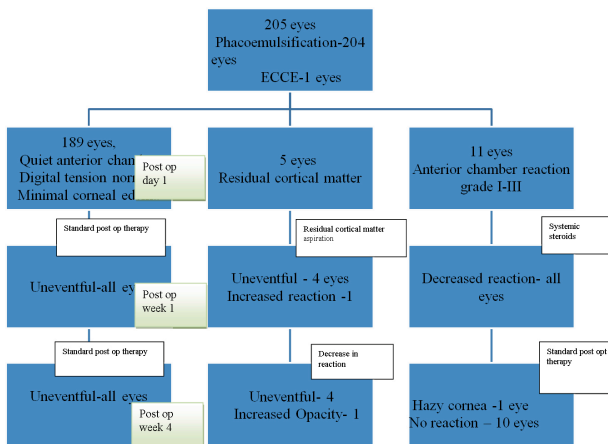 205 eyes
Phacoemulsification-204
eyes
ECCE-1 eyes
189 eyes,
Quiet anterior cham
Digital tension norm
Minimal corneal ed
Post op
day 1
5 eyes
Residual cortical matter
11 eyes
Anterior chamber reaction
grade I-III
Standard post op therapy
Residual cortical matter
aspiration
Systemic
steroids
Uneventful-all ey
Post op
week 1
Uneventful - 4 eyes
Increased reaction -1
Decreased reaction- all
eyes
Standard post op therapy
Decrease in
reaction
Standard post opt
therapy
Uneventful-all eyes
Post op
week 4
Uneventful- 4
Increased Opacity- 1
Hazy cornea -1 eye
No reaction – 10 eyes